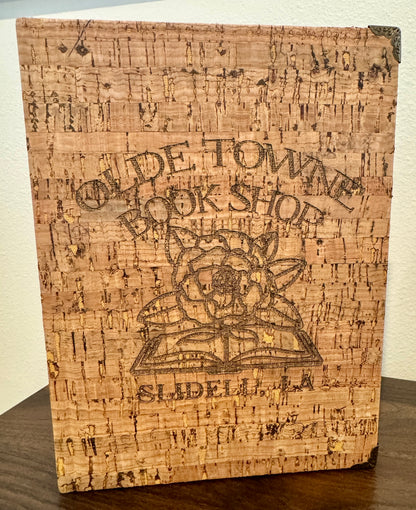 OLDE TOWNE
BOOK SHOP
SLIDELL, LA